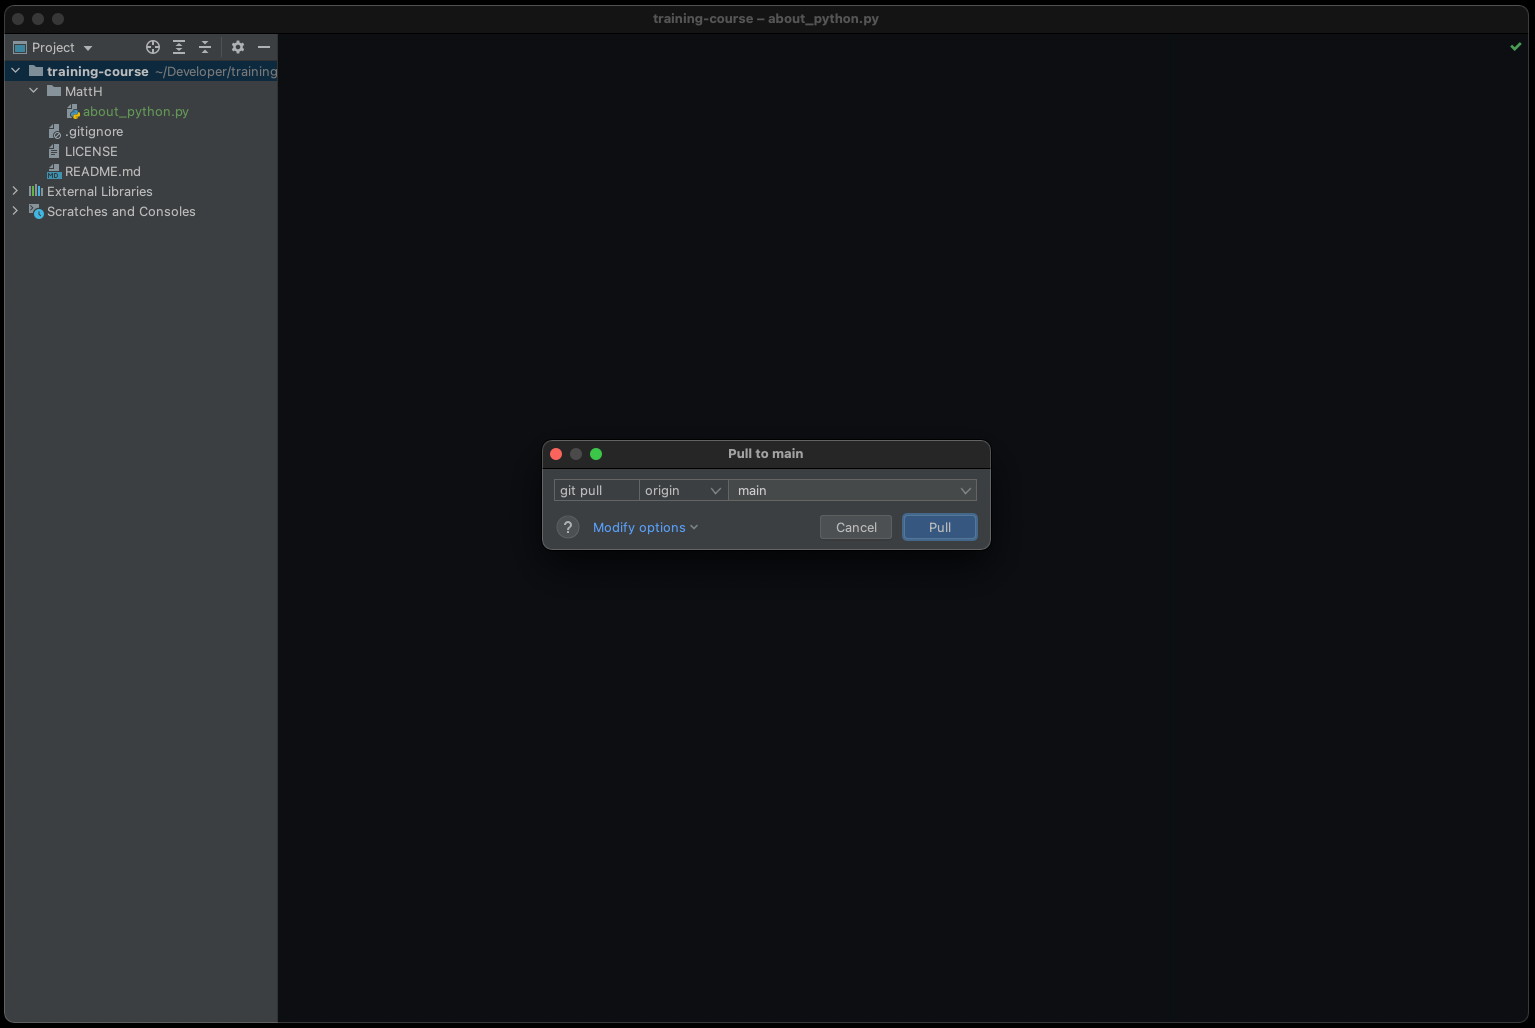 training-course – about_python.py
Project
training-course ~/Developer/training
MattH
about_python.py
.gitignore
LICENSE
MD README.md
External Libraries
Scratches and Consoles
Pull to main
git pull origin main
? Modify options Cancel Pull